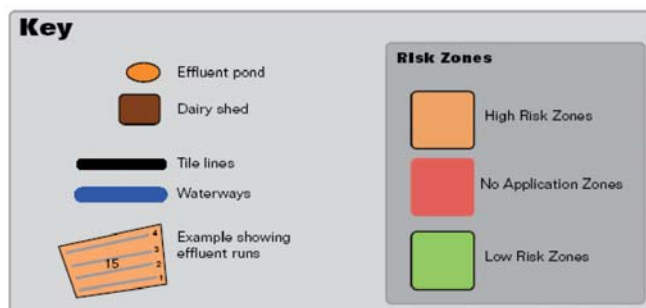 Key
Effluent pond
Dairy shed
Tile lines
Waterways
Example showing
effluent runs
4
3
15
2
1
Risk Zones
High Risk Zones
No Application Zones
Low Risk Zones